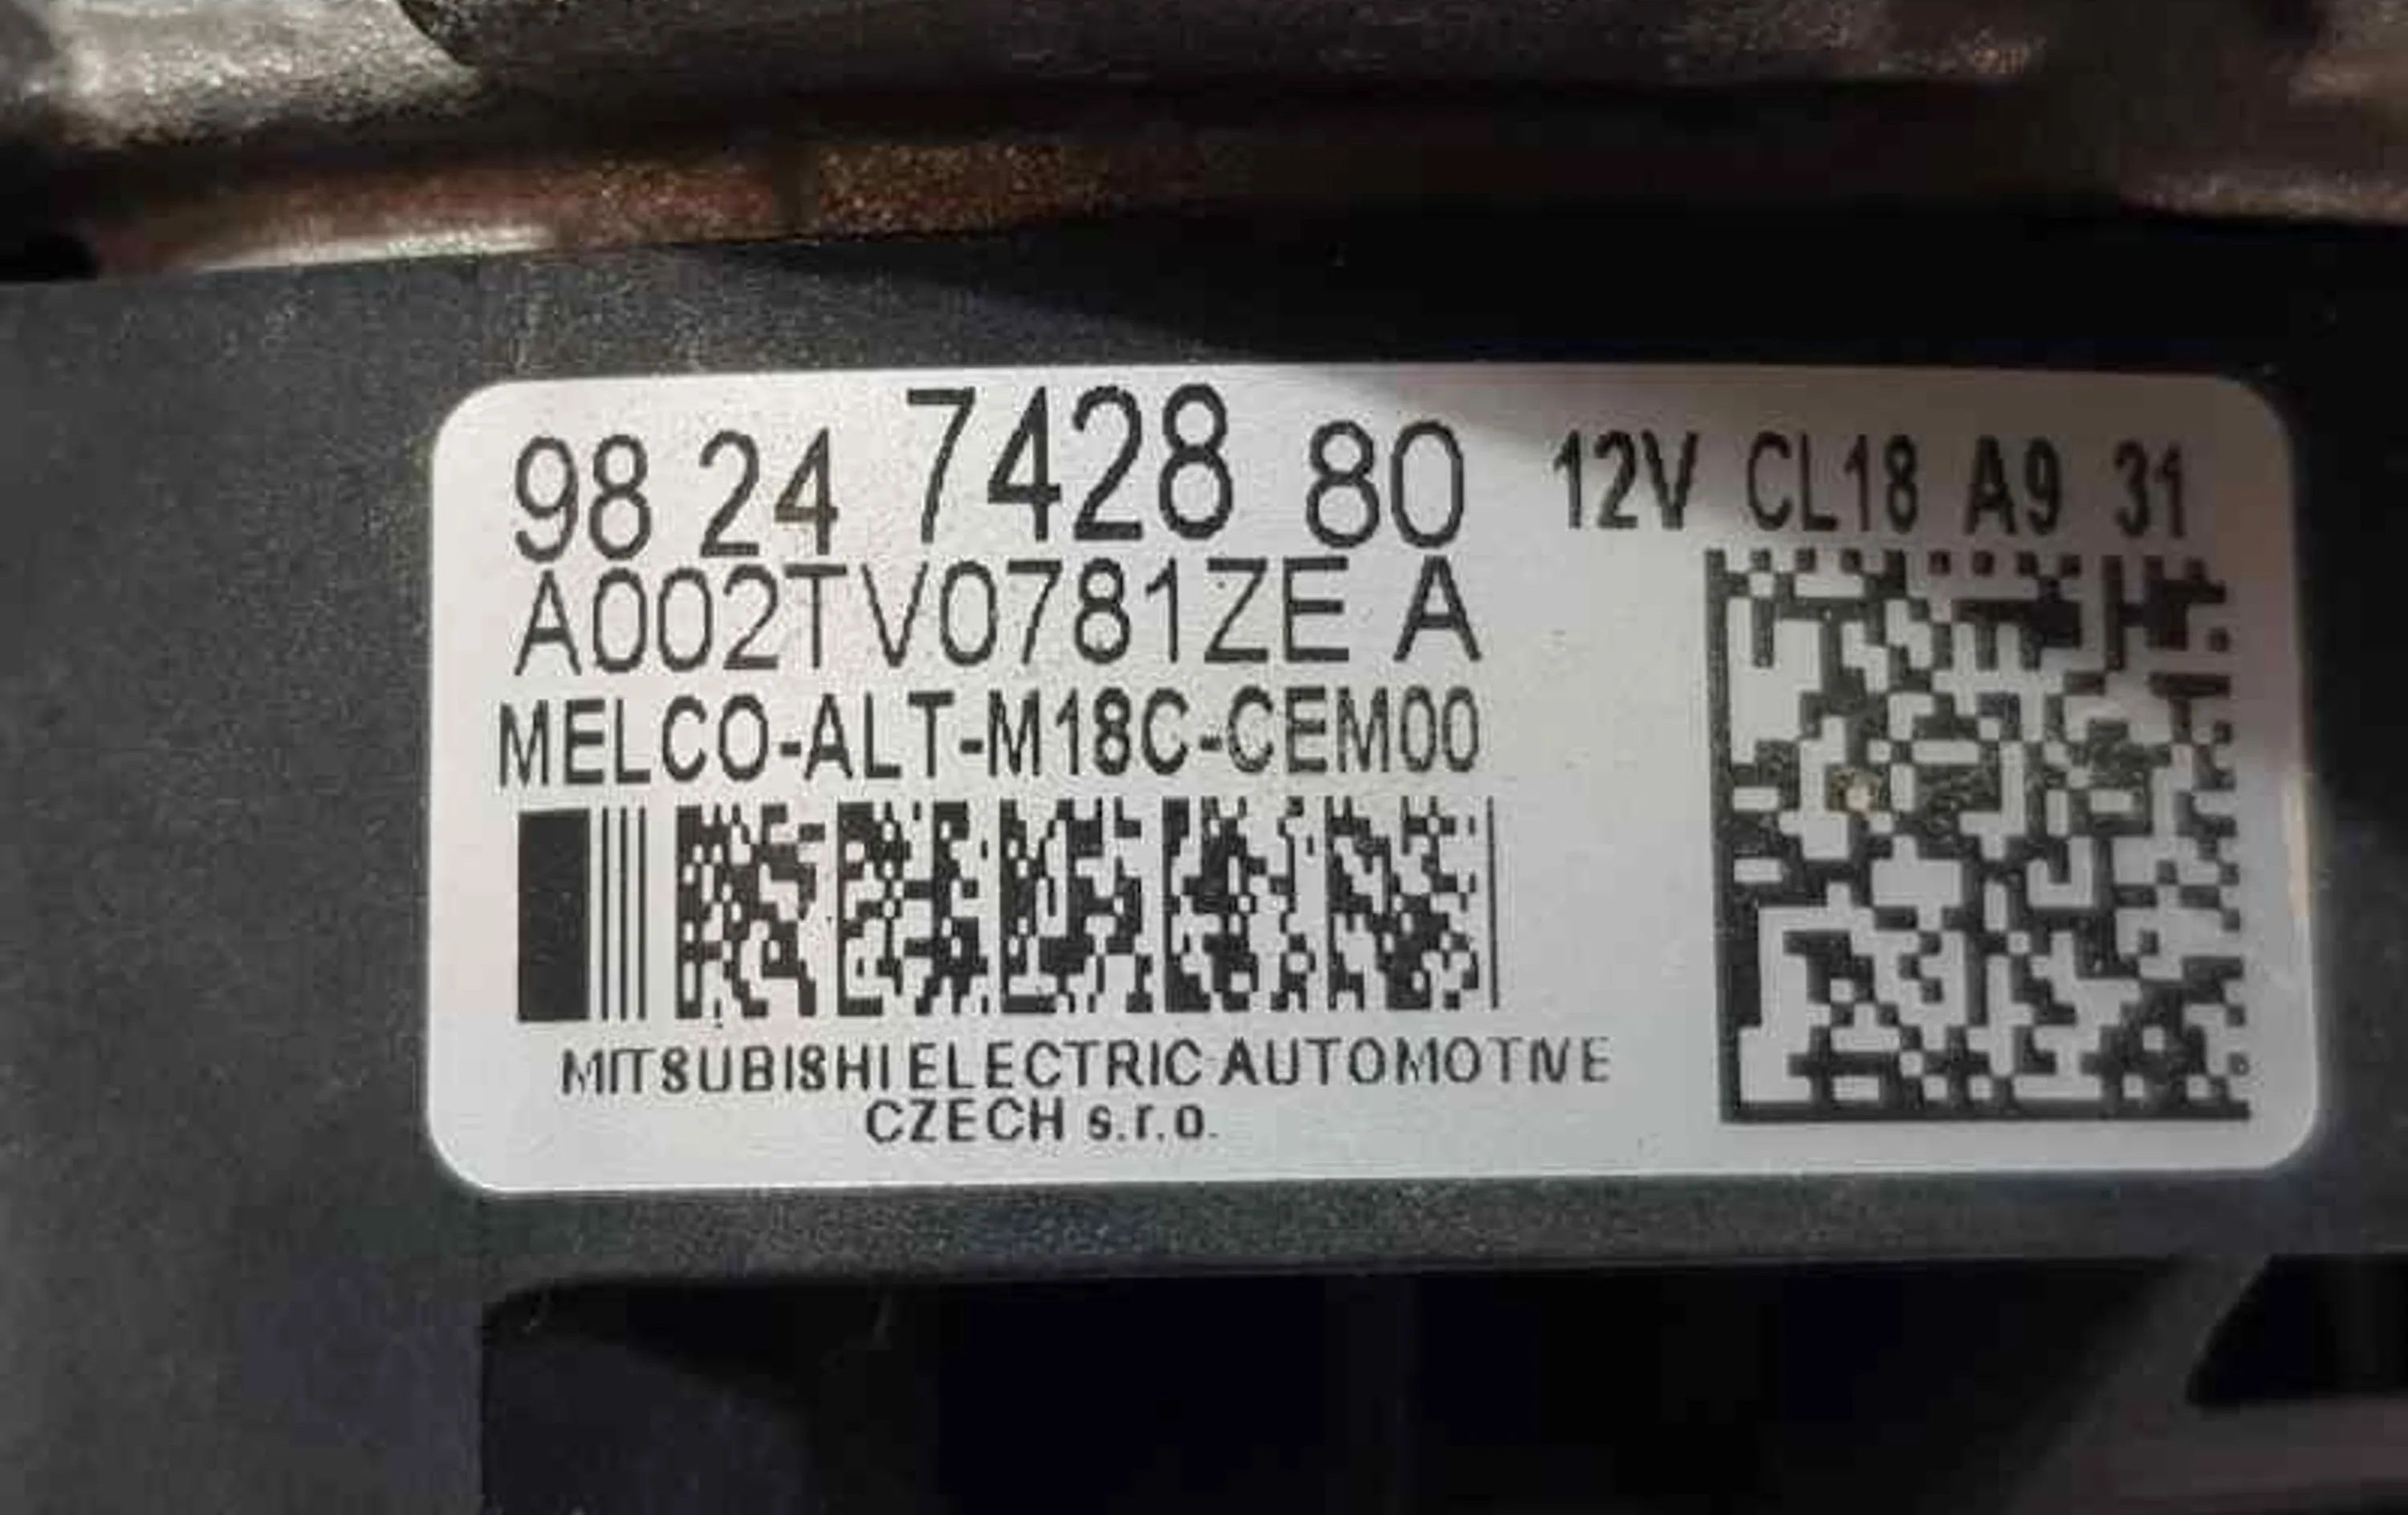 98 24 7428 80 12V CL18 A9 31
A002TV0781ZE A
MELCO-ALT-M18C-CEM00
MITSUBISHI ELECTRIC AUTOMOTIVE
CZECH s.r.o.